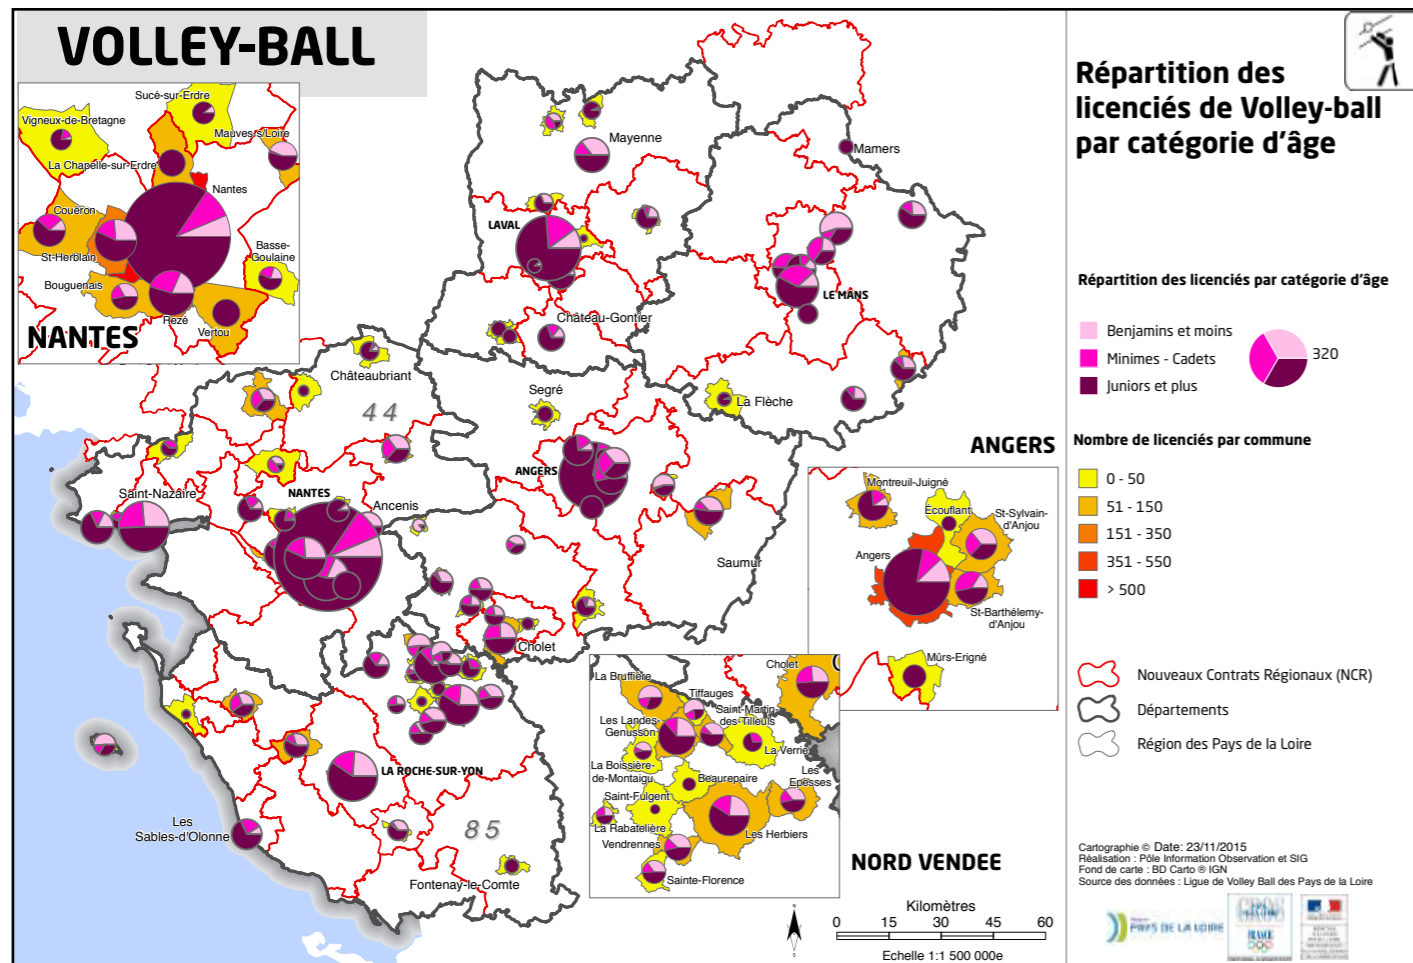 VOLLEY-BALL
Répartition des
licenciés de Volley-ball
par catégorie d'âge
Sucé-sur-Erdre
Vigneux-de-Bretagne
Mauves-s/Loire
La Chapelle-sur-Erdre
Nantes
Couëron
St-Herblain
Basse-
Goulaine
Bouguenais
Rezé
Vertou
NANTES
Mayenne
Mamers
LAVAL
LE MANS
Château-Gontier
Châteaubriant
Segré
La Flèche
44
ANGERS
Saint-Nazaire
NANTES
Ancenis
Saumur
Cholet
LA ROCHE-SUR-YON
Les
Sables-d'Olonne
85
Fontenay-le-Comte
ANGERS
Montreuil-Juigné
Ecouflant
St-Sylvain-
d'Anjou
Angers
St-Barthélemy-
d'Anjou
Mûrs-Erigné
Cholet
La Bruffière
Tiffauges
Saint-Martin-
des-Tilleuls
Les Landes-
Genusson
La Verrie
La Boissière-
de-Montaigu
Beaurepaire
Les
Epesses
Saint-Fulgent
La Rabatelière
Les Herbiers
Vendrennes
Sainte-Florence
NORD VENDEE
Kilomètres
0 15 30 45 60
Echelle 1:1 500 000e
N
S
Répartition des licenciés par catégorie d'âge
Benjamins et moins
Minimes - Cadets
Juniors et plus
320
Nombre de licenciés par commune
0 - 50
51 - 150
151 - 350
351 - 550
> 500
Nouveaux Contrats Régionaux (NCR)
Départements
Région des Pays de la Loire
Cartographie © Date: 23/11/2015
Réalisation : Pôle Information Observation et SIG
Fond de carte : BD Carto ® IGN
Source des données : Ligue de Volley Ball des Pays de la Loire
PAYS DE LA LOIRE
CROS
FRANCE